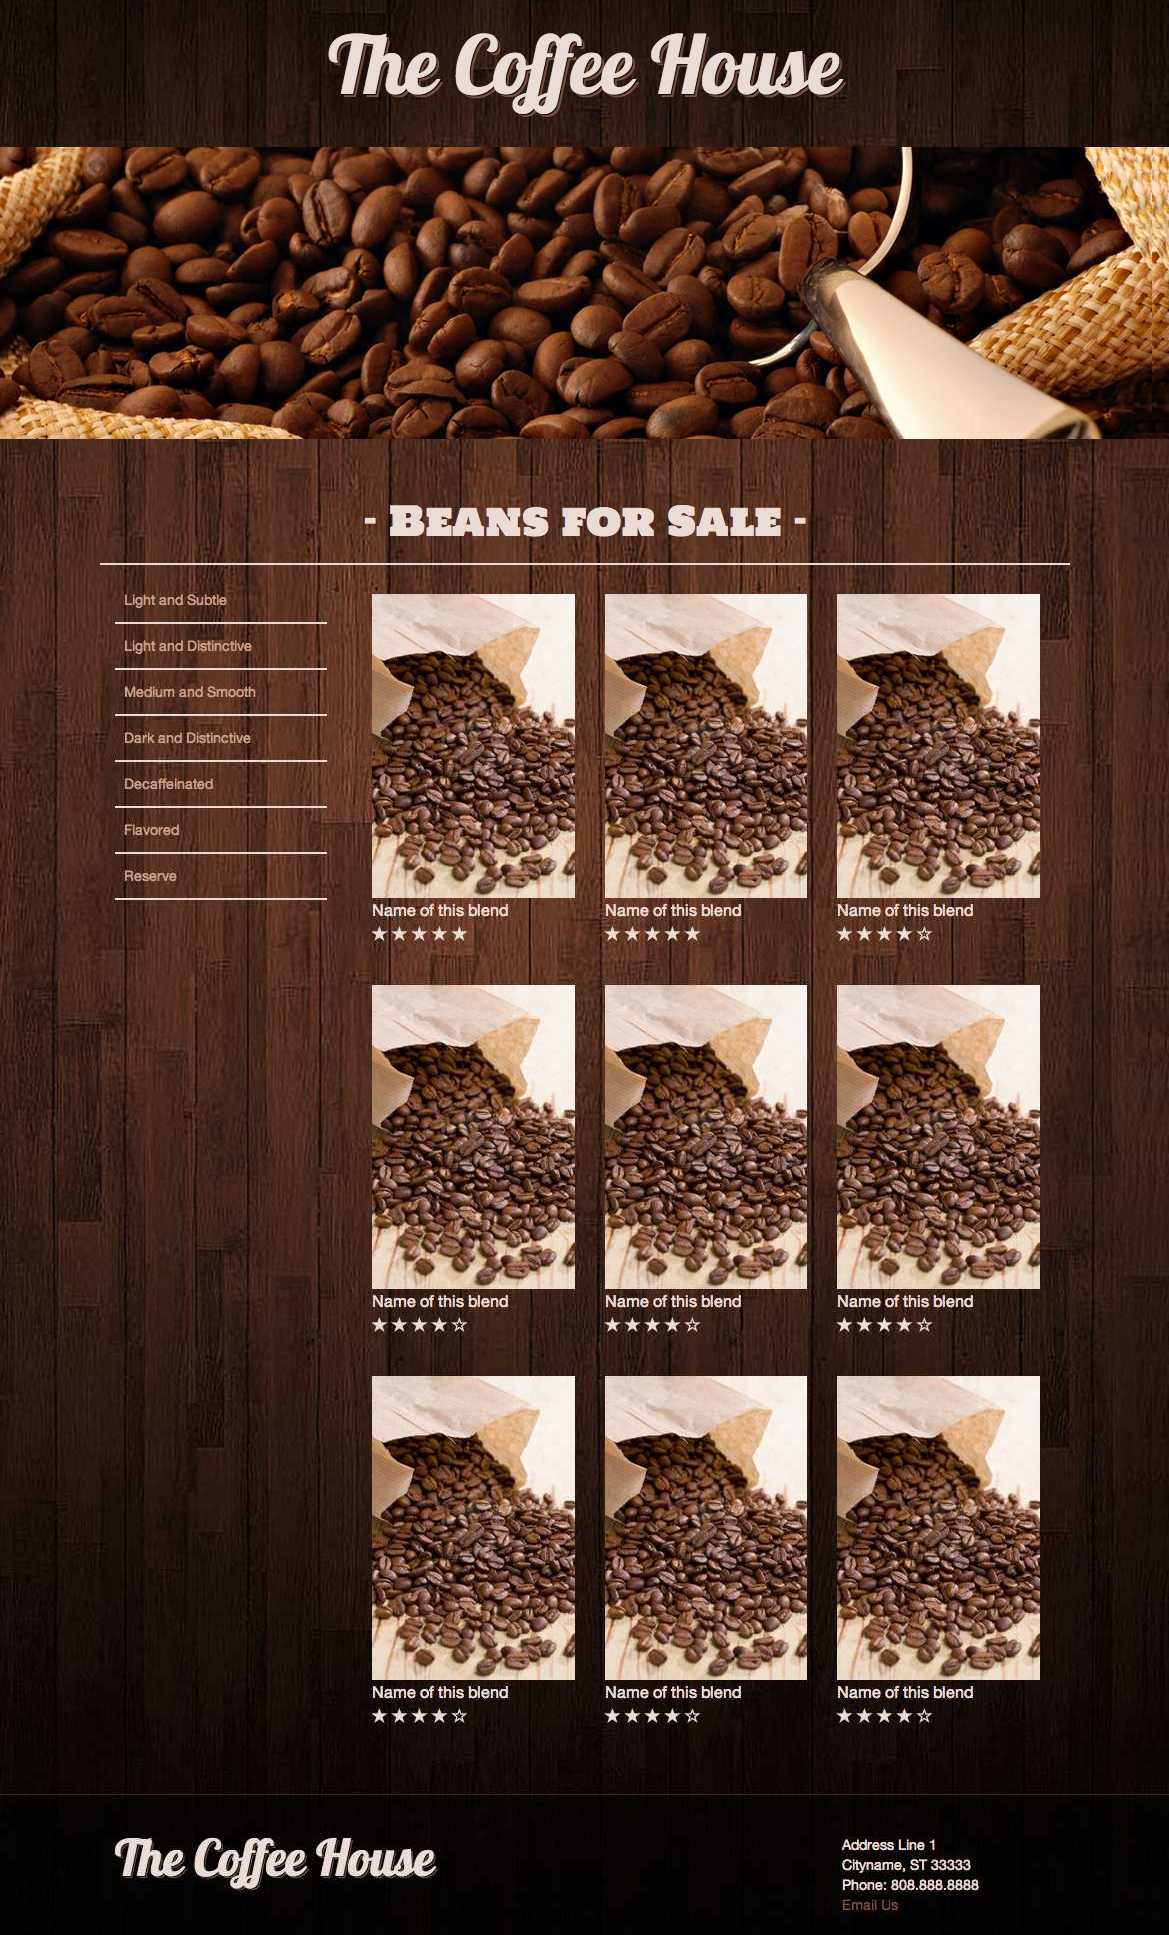 The Coffee House
- Beans for Sale -
Light and Subtle
Light and Distinctive
Medium and Smooth
Dark and Distinctive
Decaffeinated
Flavored
Reserve
Name of this blend
★★★★★
Name of this blend
★★★★★
Name of this blend
★★★★☆
Name of this blend
★★★★☆
Name of this blend
★★★★☆
Name of this blend
★★★★☆
Name of this blend
★★★★☆
Name of this blend
★★★★☆
Name of this blend
★★★★☆
The Coffee House
Address Line 1
Cityname, ST 33333
Phone: 808.888.8888
Email Us